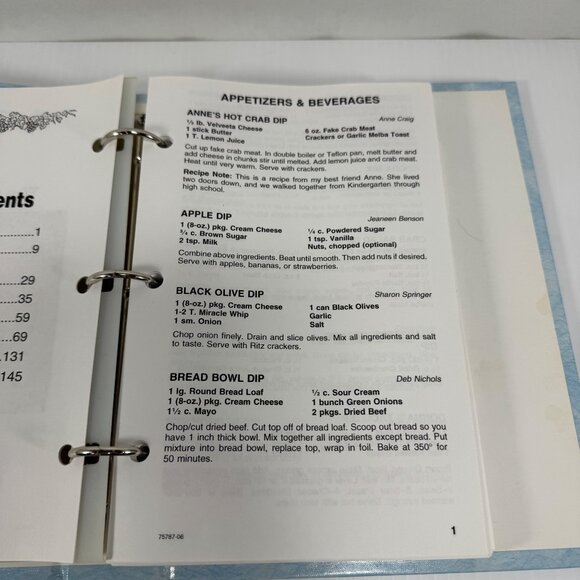 ents
1
9
29
35
59
69
131
145
APPETIZERS & BEVERAGES
ANNE'S HOT CRAB DIP Anne Craig
½ lb. Velveeta Cheese 6 oz. Fake Crab Meat
1 stick Butter Crackers or Garlic Melba Toast
1 T. Lemon Juice
Cut up fake crab meat. In double boiler or Teflon pan, melt butter and
add cheese in chunks stir until melted. Add lemon juice and crab meat.
Heat until very warm. Serve with crackers.
Recipe Note: This is a recipe from my best friend Anne. She lived
two doors down, and we walked together from Kindergarten through
high school.
APPLE DIP Jeaneen Benson
1 (8-oz.) pkg. Cream Cheese ¼ c. Powdered Sugar
¾ c. Brown Sugar 1 tsp. Vanilla
2 tsp. Milk Nuts, chopped (optional)
Combine above ingredients. Beat until smooth. Then add nuts if desired.
Serve with apples, bananas, or strawberries.
BLACK OLIVE DIP Sharon Springer
1 (8-oz.) pkg. Cream Cheese 1 can Black Olives
1-2 T. Miracle Whip Garlic
1 sm. Onion Salt
Chop onion finely. Drain and slice olives. Mix all ingredients and salt
to taste. Serve with Ritz crackers.
BREAD BOWL DIP Deb Nichols
1 lg. Round Bread Loaf ½ c. Sour Cream
1 (8-oz.) pkg. Cream Cheese 1 bunch Green Onions
1½ c. Mayo 2 pkgs. Dried Beef
Chop/cut dried beef. Cut top off of bread loaf. Scoop out bread so you
have 1 inch thick bowl. Mix together all ingredients except bread. Put
mixture into bread bowl, replace top, wrap in foil. Bake at 350° for
50 minutes.
75787-06 1